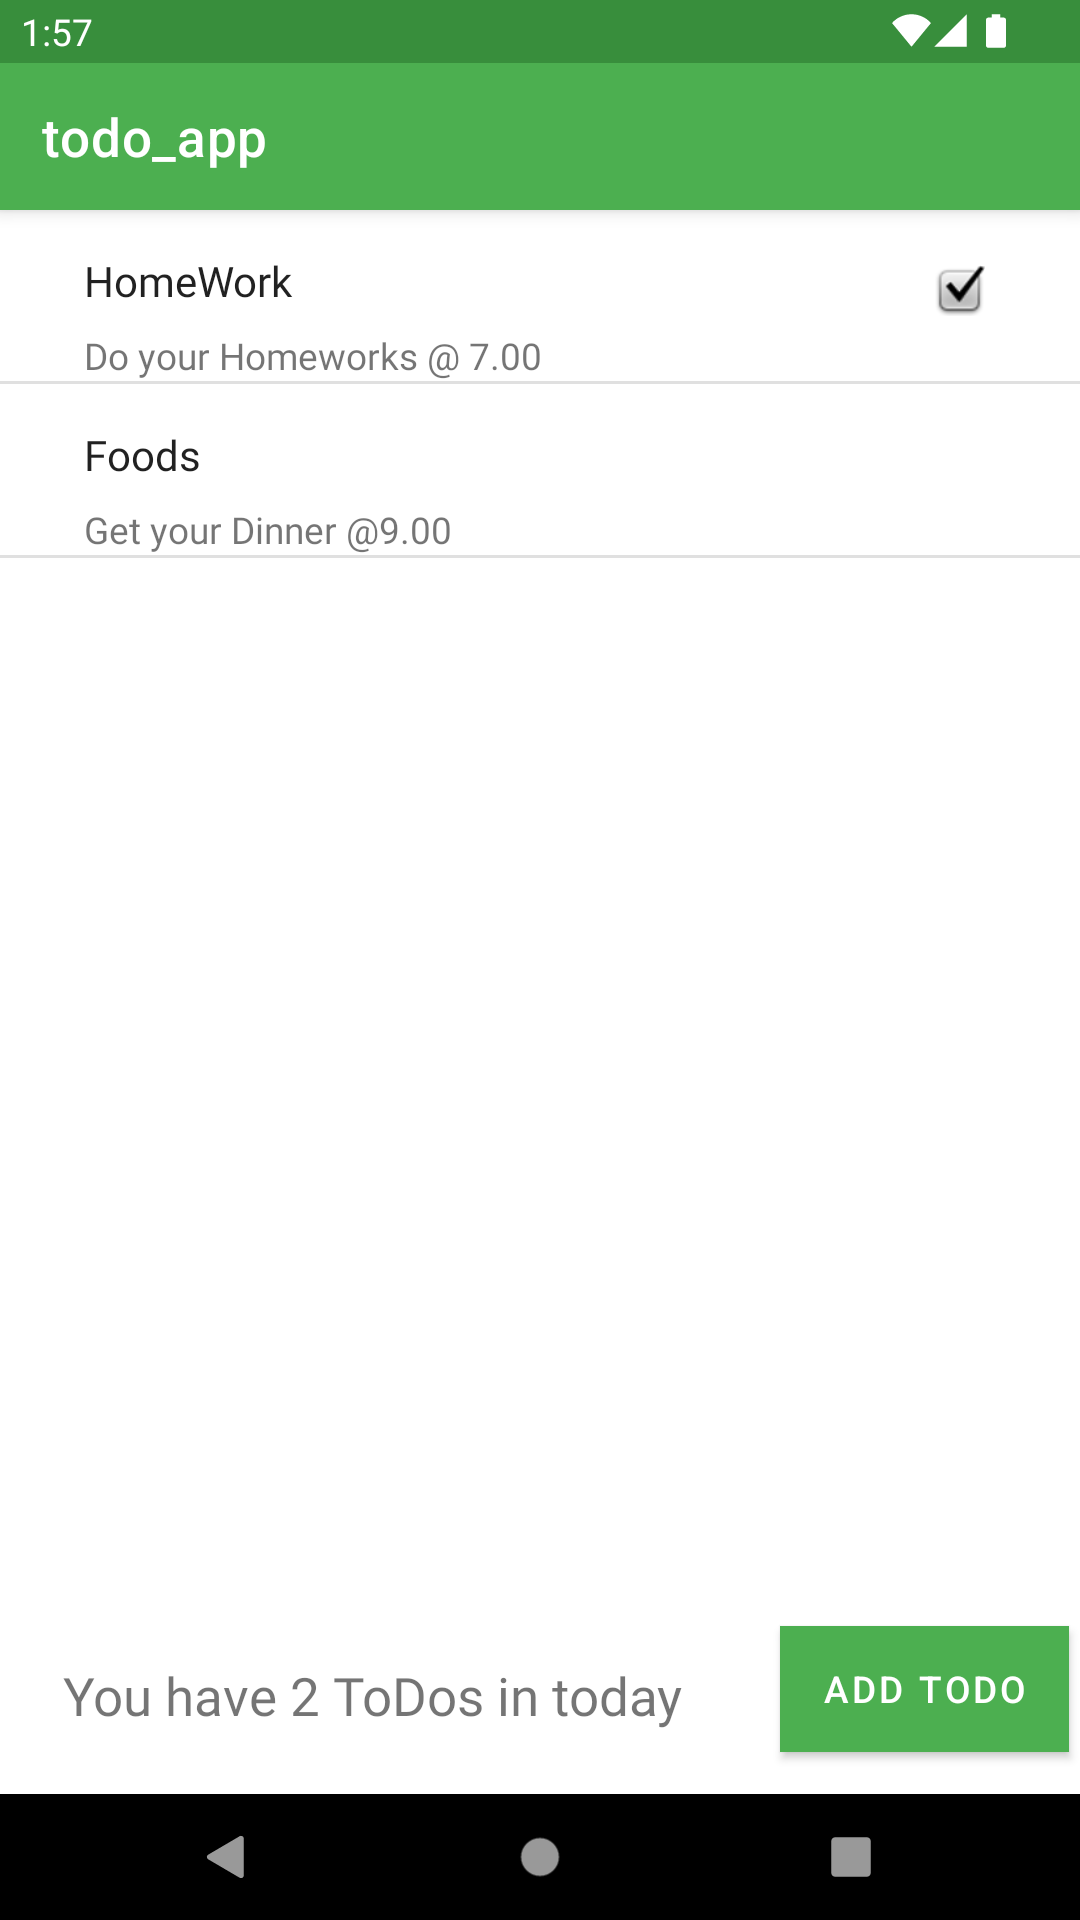 1:57
todo_app
HomeWork
Do your Homeworks @ 7.00
Foods
Get your Dinner @9.00
You have 2 ToDos in today
ADD TODO